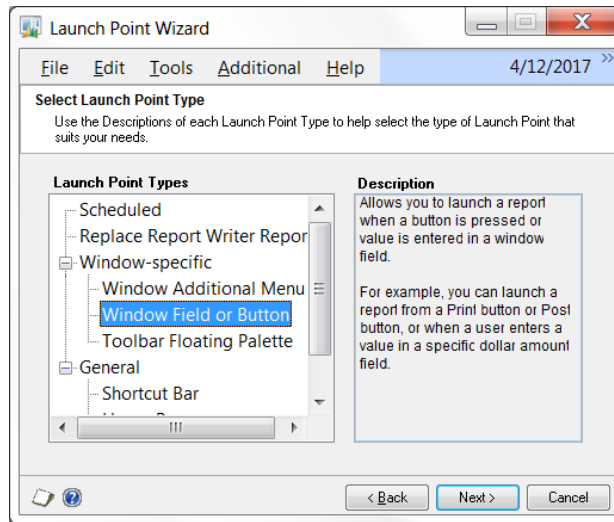 Launch Point Wizard
File Edit Tools Additional Help 4/12/2017 »
Select Launch Point Type
Use the Descriptions of each Launch Point Type to help select the type of Launch Point that
suits your needs.
Launch Point Types
Scheduled
Replace Report Writer Repor
Window-specific
Window Additional Menu
Window Field or Button
Toolbar Floating Palette
General
Shortcut Bar
Description
Allows you to launch a report
when a button is pressed or
value is entered in a window
field.
For example, you can launch a
report from a Print button or Post
button, or when a user enters a
value in a specific dollar amount
field.
< Back Next > Cancel